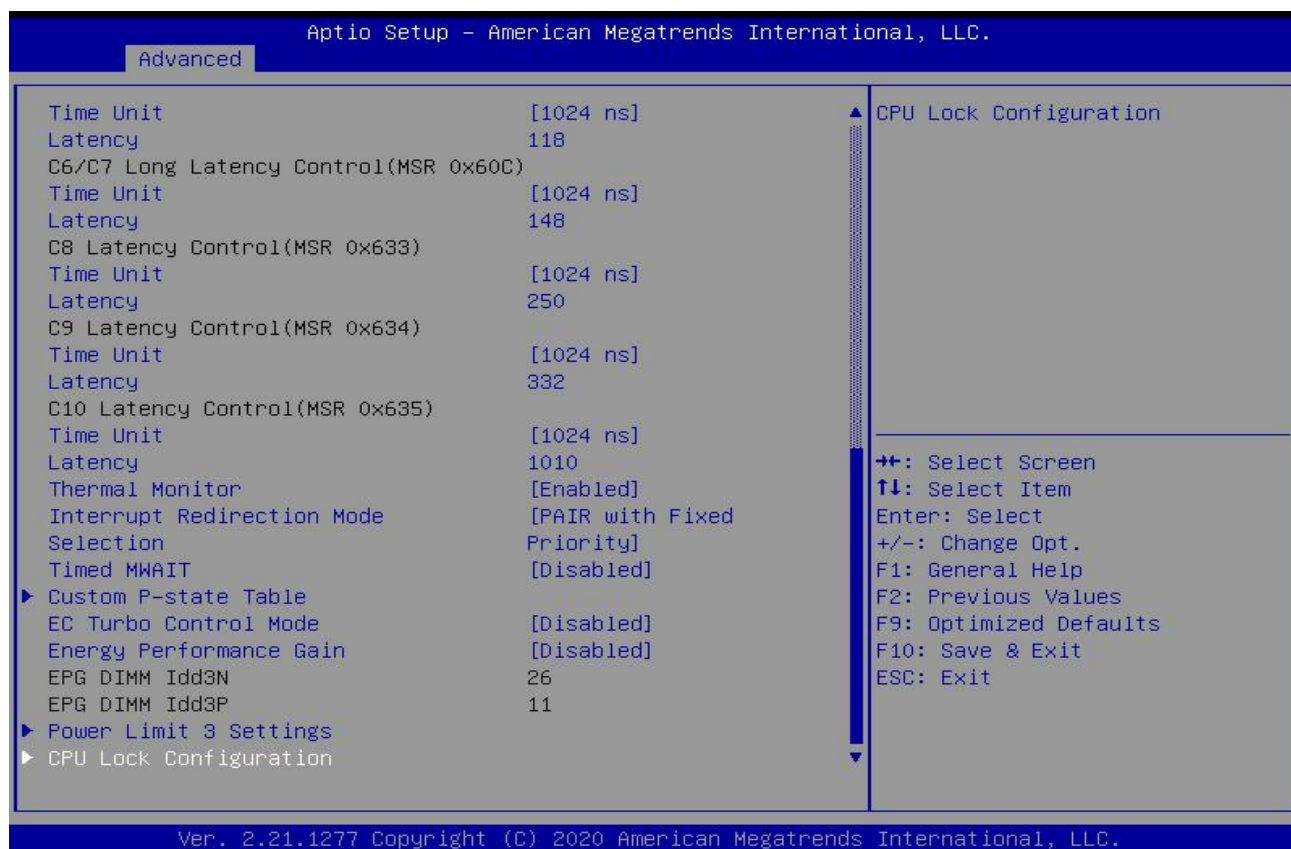 Aptio Setup – American Megatrends International, LLC.
Advanced
Time Unit [1024 ns]
Latency 118
C6/C7 Long Latency Control(MSR 0x60C)
Time Unit [1024 ns]
Latency 148
C8 Latency Control(MSR 0x633)
Time Unit [1024 ns]
Latency 250
C9 Latency Control(MSR 0x634)
Time Unit [1024 ns]
Latency 332
C10 Latency Control(MSR 0x635)
Time Unit [1024 ns]
Latency 1010
Thermal Monitor [Enabled]
Interrupt Redirection Mode [PAIR with Fixed
Selection Priority]
Timed MWAIT [Disabled]
▶ Custom P-state Table
EC Turbo Control Mode [Disabled]
Energy Performance Gain [Disabled]
EPG DIMM Idd3N 26
EPG DIMM Idd3P 11
▶ Power Limit 3 Settings
▶ CPU Lock Configuration
CPU Lock Configuration
→←: Select Screen
↑↓: Select Item
Enter: Select
+/-: Change Opt.
F1: General Help
F2: Previous Values
F9: Optimized Defaults
F10: Save & Exit
ESC: Exit
Ver. 2.21.1277 Copyright (C) 2020 American Megatrends International, LLC.